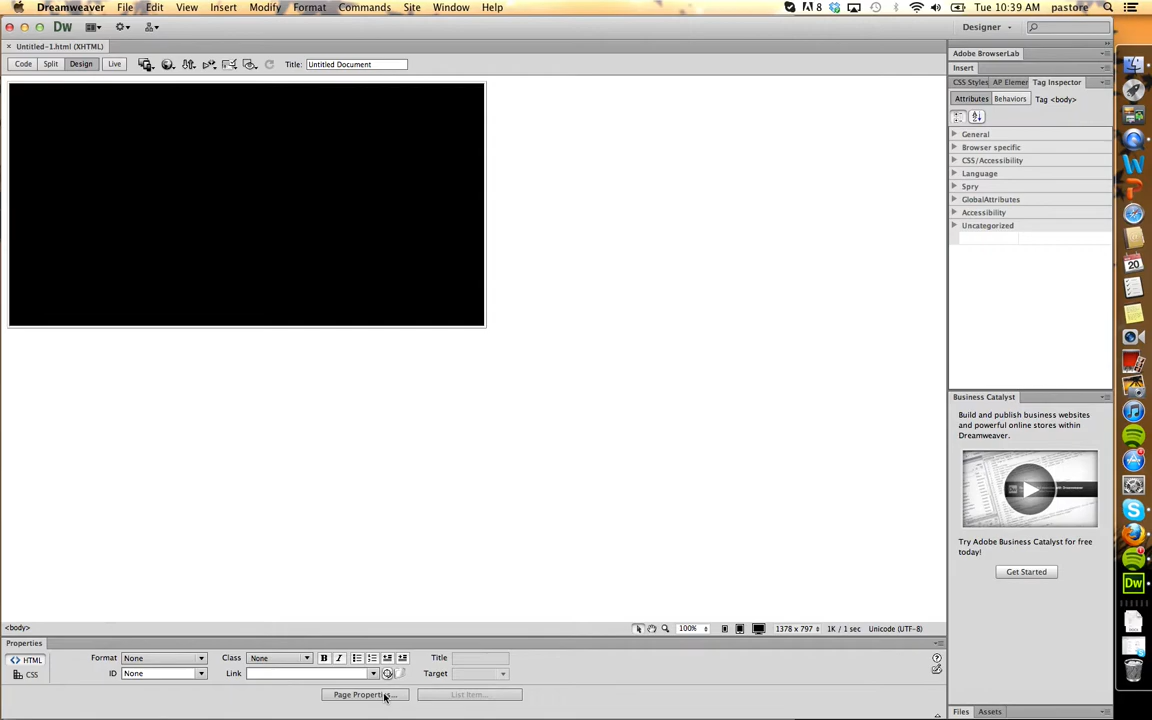 Dreamweaver File Edit View Insert Modify Format Commands Site Window Help 8 Tue 10:39 AM pastore
Dw Designer
Untitled-1.html (XHTML) Adobe BrowserLab
Code Split Design Live Title: Untitled Document Insert
CSS Styles AP Elemer Tag Inspector
Attributes Behaviors Tag <body>
General
Browser specific
CSS/Accessibility
Language
Spry
GlobalAttributes
Accessibility
Uncategorized
20
Business Catalyst
Build and publish business websites
and powerful online stores within
Dreamweaver.
Try Adobe Business Catalyst for free
today!
Get Started
Dw
<body> 100% 1378 x 797 1K / 1 sec Unicode (UTF-8)
Properties
<> HTML Format None Class None B I Title
CSS ID None Link Target
Page Properties... List Item...
Files Assets